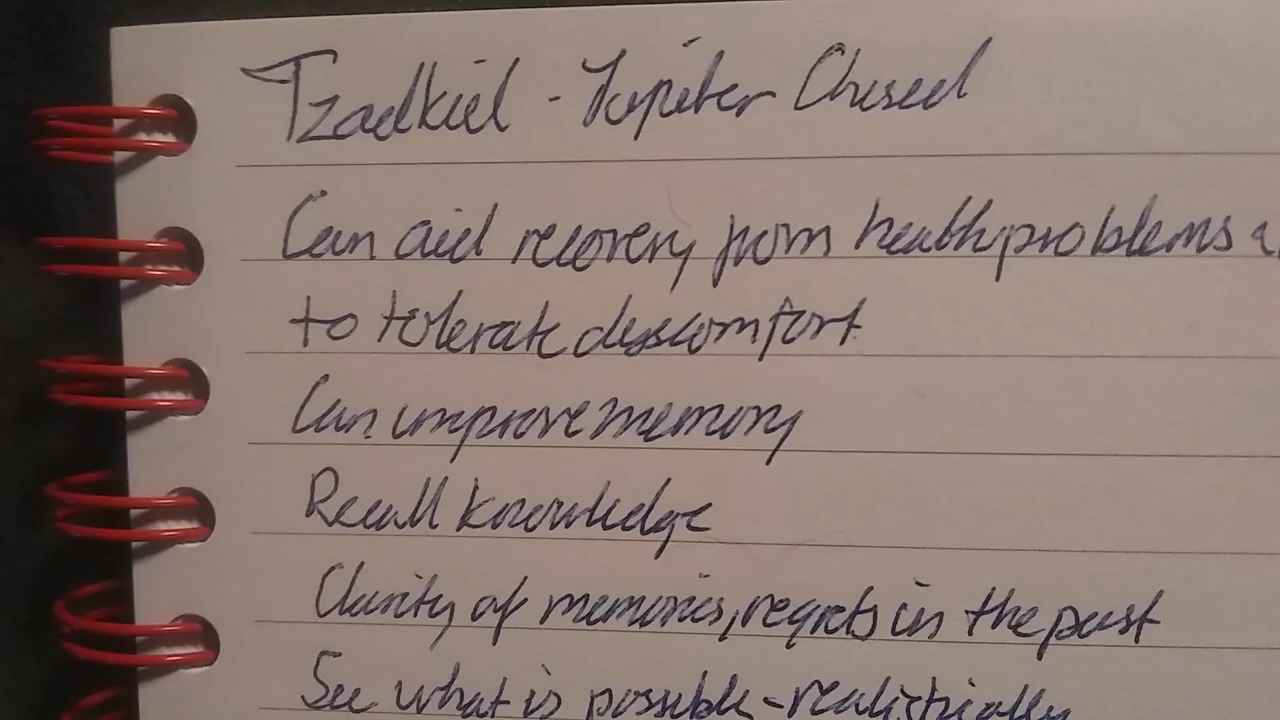 Tzadkiel - Jupiter Chesed
Can aid recovery from health problems
to tolerate dyscomfort.
Can improve memory
Recall knowledge
Clarity of memories, regrets in the past
See what is possible - realistically